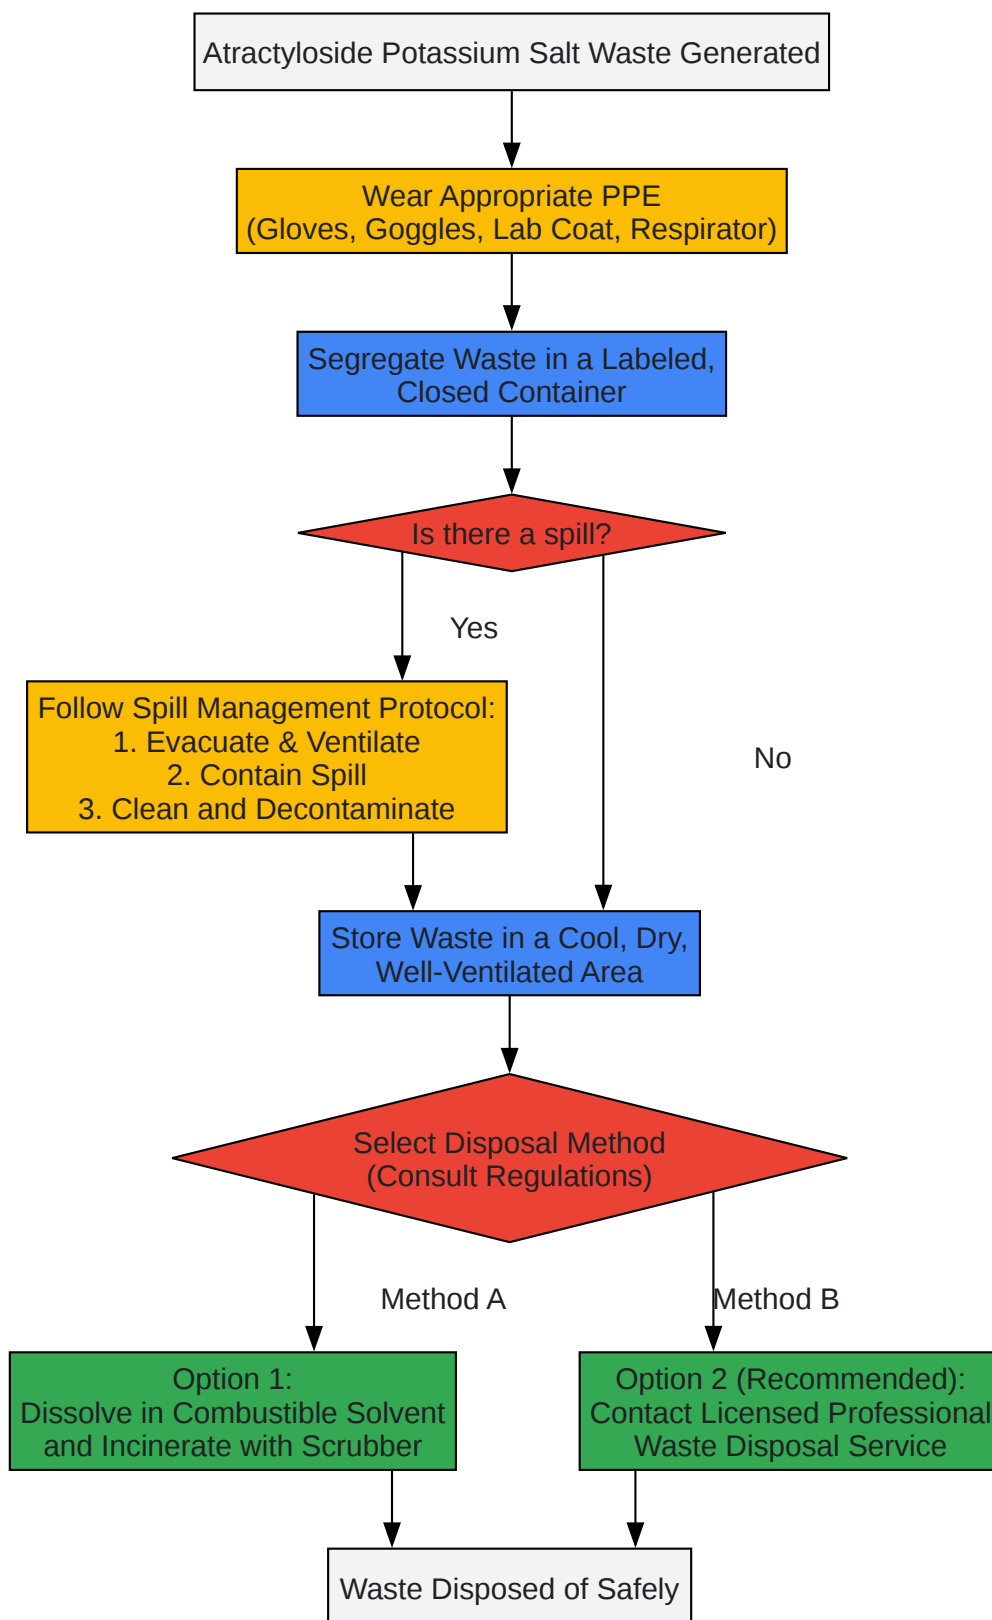 Atractyloside Potassium Salt Waste Generated
Wear Appropriate PPE
(Gloves, Goggles, Lab Coat, Respirator)
Segregate Waste in a Labeled,
Closed Container
Is there a spill?
Yes
Follow Spill Management Protocol:
1. Evacuate & Ventilate
2. Contain Spill
3. Clean and Decontaminate
No
Store Waste in a Cool, Dry,
Well-Ventilated Area
Select Disposal Method
(Consult Regulations)
Method A
Method B
Option 1:
Dissolve in Combustible Solvent
and Incinerate with Scrubber
Option 2 (Recommended):
Contact Licensed Professional
Waste Disposal Service
Waste Disposed of Safely